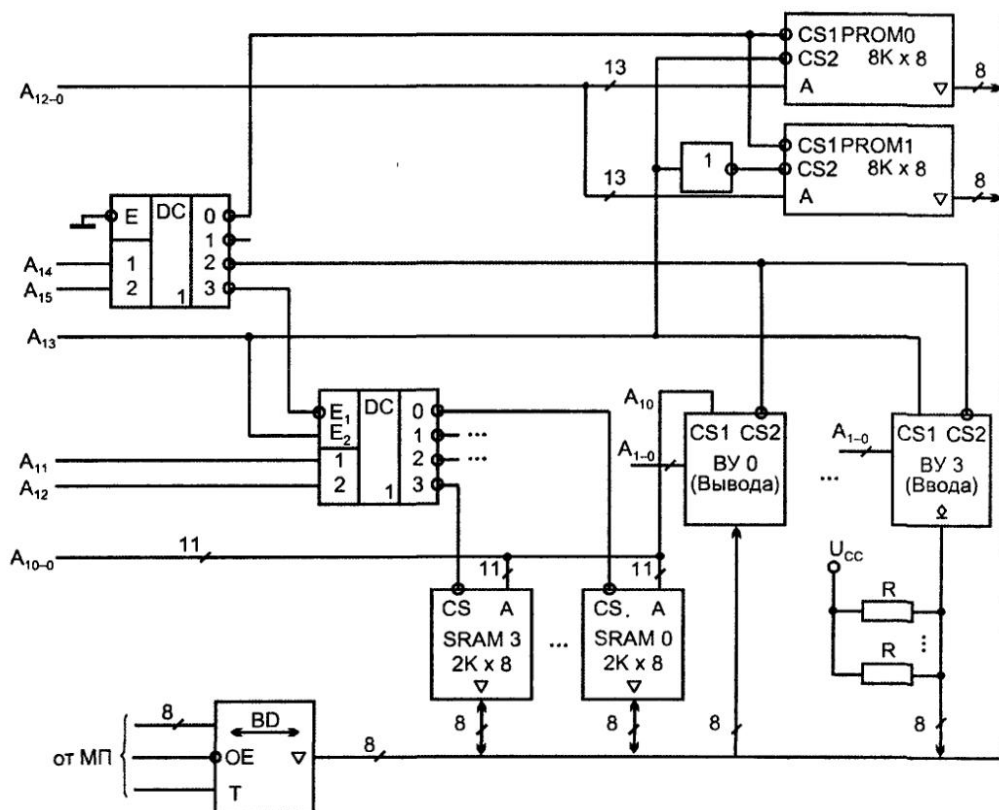 CS1 PROM0
CS2 8K x 8
A
8
A12–0
13
CS1 PROM1
CS2 8K x 8
A
8
1
13
E DC 0
1
2
3
1
2
1
A14
A15
A13
E1 DC 0
E2 1 ...
1 2 ...
2 3
1
A11
A12
A10
A1–0
CS1 CS2
ВУ 0
(Вывода)
...
A1–0
CS1 CS2
ВУ 3
(Ввода)
A10–0
11
11
11
CS A
SRAM 3
2K x 8
...
CS. A
SRAM 0
2K x 8
UCC
R
...
R
8
8
8
8
от МП
8
BD
OE
T
8